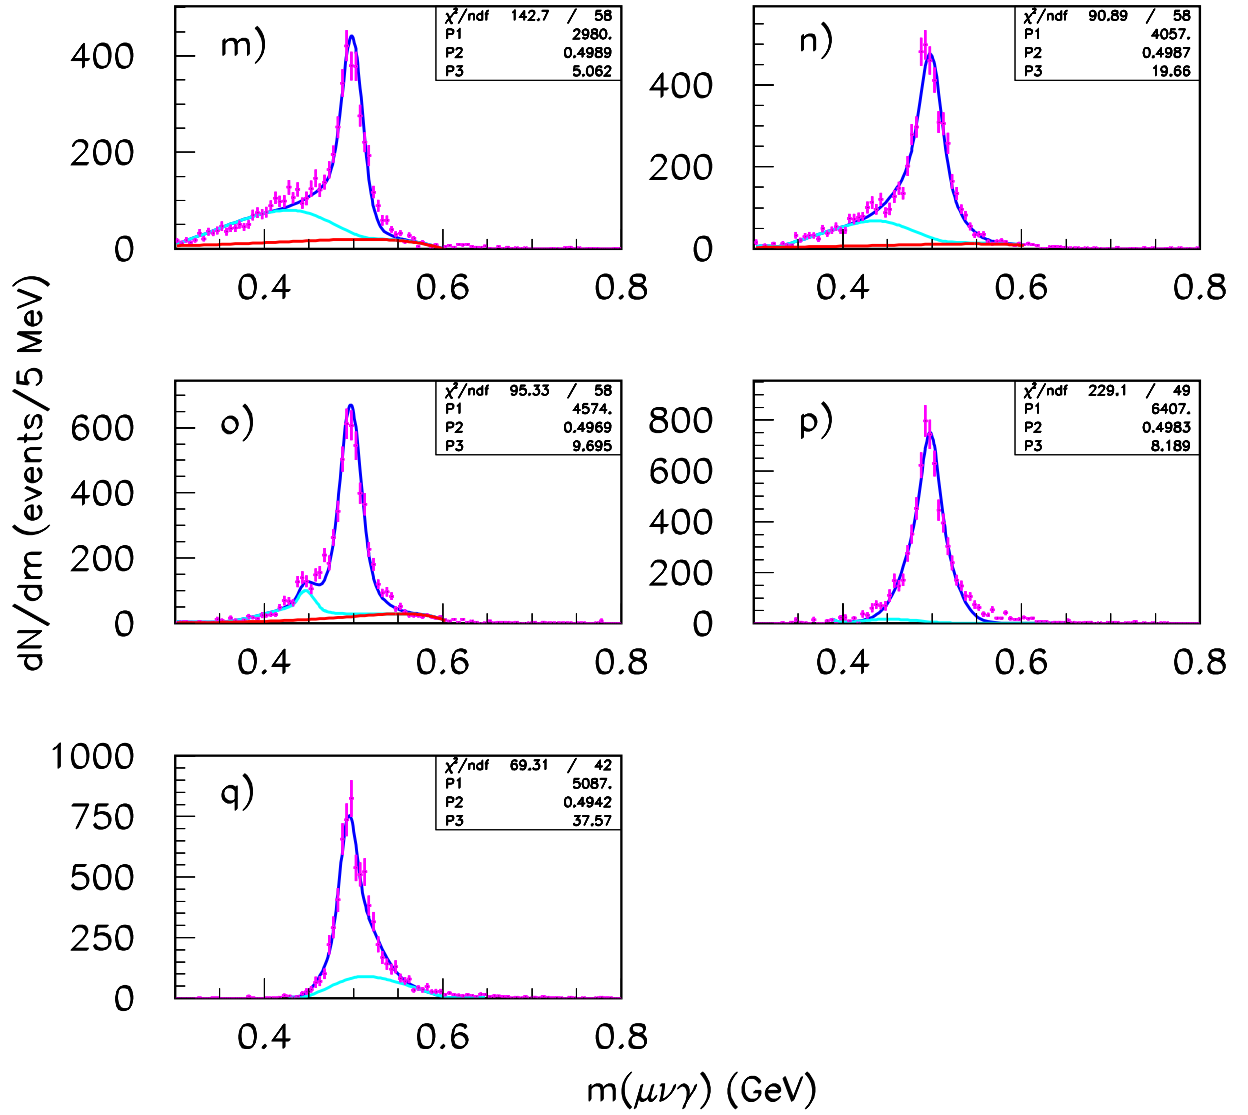 m)
χ²/ndf 142.7 / 58
P1 2980.
P2 0.4989
P3 5.062
400
200
0
0.4 0.6 0.8
n)
χ²/ndf 90.89 / 58
P1 4057.
P2 0.4987
P3 19.66
400
200
0
0.4 0.6 0.8
o)
χ²/ndf 95.33 / 58
P1 4574.
P2 0.4969
P3 9.695
600
400
200
0
0.4 0.6 0.8
p)
χ²/ndf 229.1 / 49
P1 6407.
P2 0.4983
P3 8.189
800
600
400
200
0
0.4 0.6 0.8
q)
χ²/ndf 69.31 / 42
P1 5087.
P2 0.4942
P3 37.57
1000
750
500
250
0
0.4 0.6 0.8
dN/dm (events/5 MeV)
m(μνγ) (GeV)